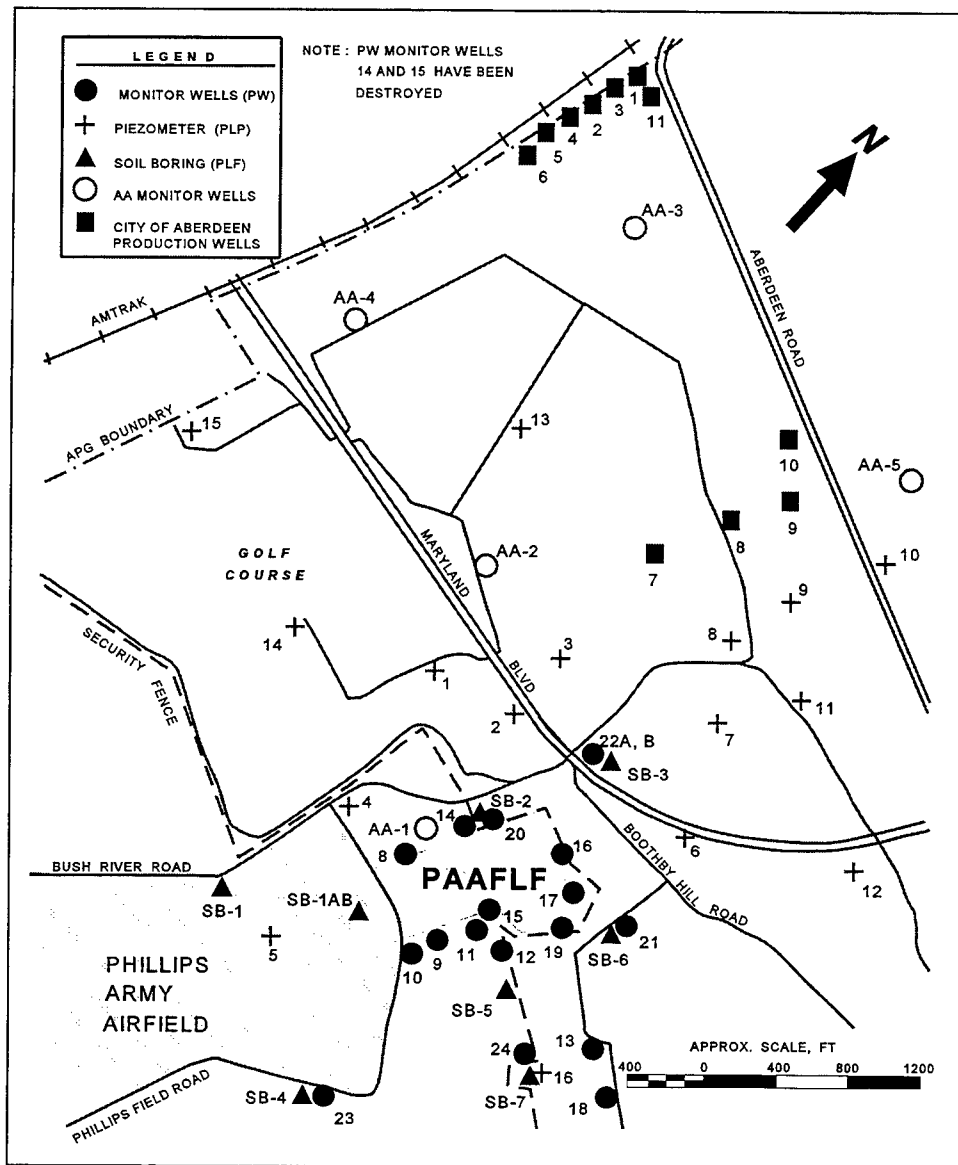 LEGEND
MONITOR WELLS (PW)
PIEZOMETER (PLP)
SOIL BORING (PLF)
AA MONITOR WELLS
CITY OF ABERDEEN
PRODUCTION WELLS
NOTE : PW MONITOR WELLS
14 AND 15 HAVE BEEN
DESTROYED
N
1
3
2
4
5
6
11
AA-3
ABERDEEN ROAD
AA-4
AMTRAK
APG BOUNDARY
15
13
10
AA-5
9
8
7
10
GOLF
COURSE
MARYLAND
BLVD
AA-2
9
14
8
3
1
SECURITY
FENCE
2
11
7
22A, B
SB-3
4
SB-2
14
20
AA-1
8
16
6
BOOTHBY HILL ROAD
12
BUSH RIVER ROAD
SB-1
SB-1AB
PAAFLF
17
15
5
11
9
10
12
19
21
SB-6
PHILLIPS
ARMY
AIRFIELD
SB-5
24
13
16
SB-7
18
PHILLIPS FIELD ROAD
SB-4
23
APPROX. SCALE, FT
400 0 400 800 1200